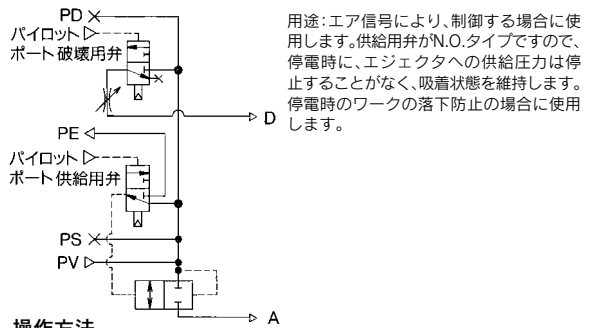 PD
パイロット
ポート破壊用弁
D
PE
パイロット
ポート供給用弁
PS
PV
A
用途:エア信号により、制御する場合に使
用します。供給用弁がN.O.タイプですので、
停電時に、エジェクタへの供給圧力は停
止することがなく、吸着状態を維持します。
停電時のワークの落下防止の場合に使用
します。
操作方法